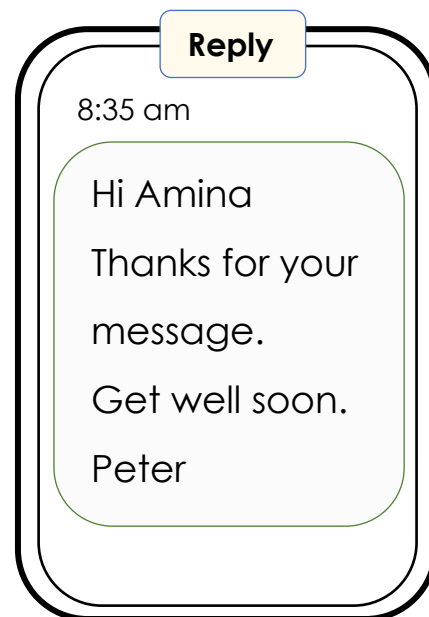 Reply
8:35 am
Hi Amina
Thanks for your
message.
Get well soon.
Peter